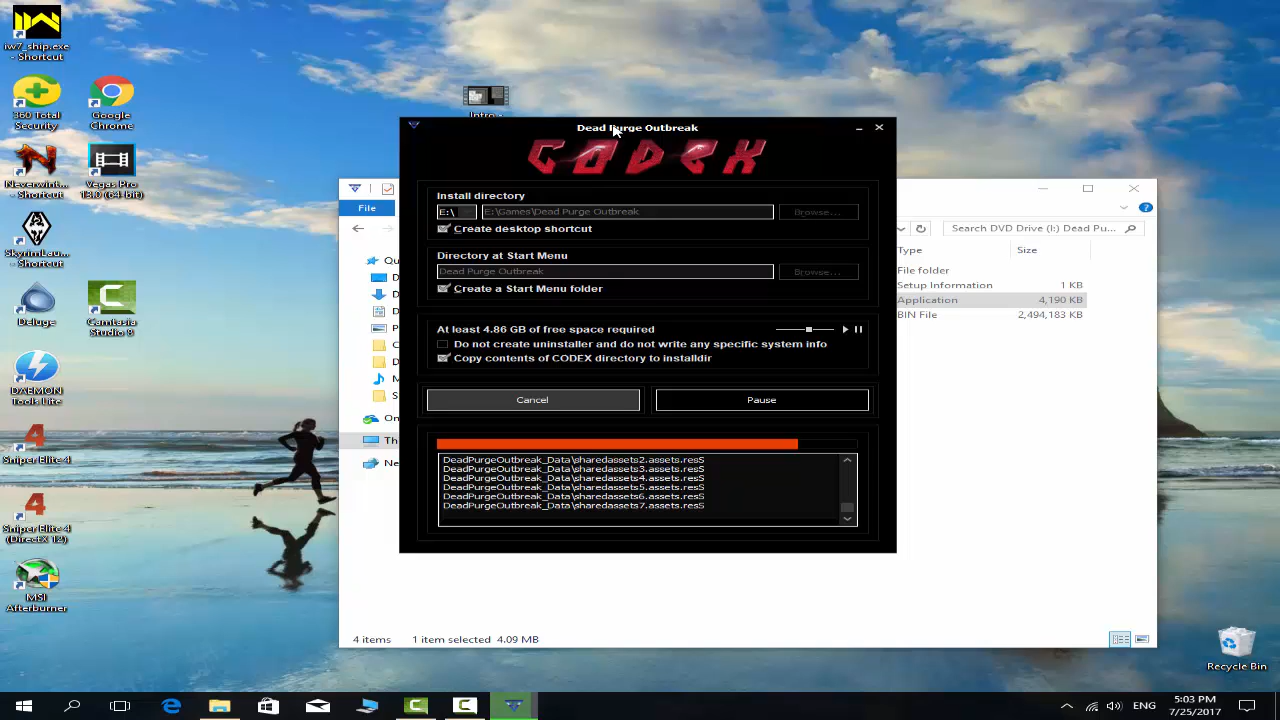 iw7_ship.exe
- Shortcut
360 Total
Security
Google
Chrome
Neverwint...
- Shortcut
Vegas Pro
13.0 (64-bit)
SkyrimLau...
- Shortcut
Deluge
Camtasia
Studio 8
DAEMON
Tools Lite
Sniper Elite 4
Sniper Elite 4
(DirectX 12)
MSI
Afterburner
Intro -
Dead Purge Outbreak
CODEX
Install directory
E:\
E:\Games\Dead Purge Outbreak
Browse...
Create desktop shortcut
Directory at Start Menu
Dead Purge Outbreak
Browse...
Create a Start Menu folder
At least 4.86 GB of free space required
Do not create uninstaller and do not write any specific system info
Copy contents of CODEX directory to installdir
Cancel
Pause
DeadPurgeOutbreak_Data\sharedassets2.assets.resS
DeadPurgeOutbreak_Data\sharedassets3.assets.resS
DeadPurgeOutbreak_Data\sharedassets4.assets.resS
DeadPurgeOutbreak_Data\sharedassets5.assets.resS
DeadPurgeOutbreak_Data\sharedassets6.assets.resS
DeadPurgeOutbreak_Data\sharedassets7.assets.resS
File
Search DVD Drive (I:) Dead Pu...
Type
Size
File folder
Setup Information
1 KB
Application
4,190 KB
BIN File
2,494,183 KB
Qu
D
D
D
P
C
D
M
S
On
Th
Ne
4 items
1 item selected
4.09 MB
Recycle Bin
ENG
5:03 PM
7/25/2017